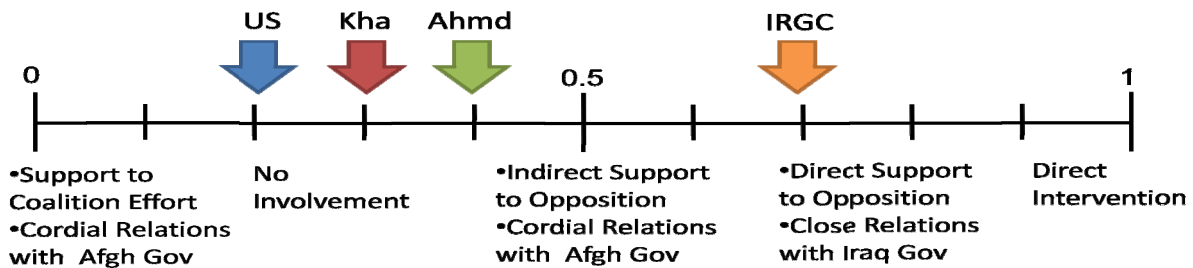 US Kha Ahmd IRGC
0 0.5 1
•Support to
Coalition Effort
•Cordial Relations
with Afgh Gov
No
Involvement
•Indirect Support
to Opposition
•Cordial Relations
with Afgh Gov
•Direct Support
to Opposition
•Close Relations
with Iraq Gov
Direct
Intervention